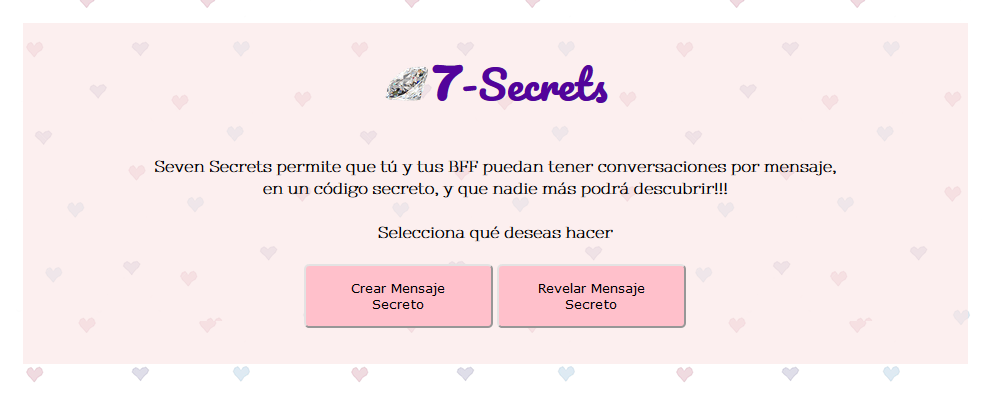 7-Secrets
Seven Secrets permite que tú y tus BFF puedan tener conversaciones por mensaje,
en un código secreto, y que nadie más podrá descubrir!!!
Selecciona qué deseas hacer
Crear Mensaje
Secreto
Revelar Mensaje
Secreto